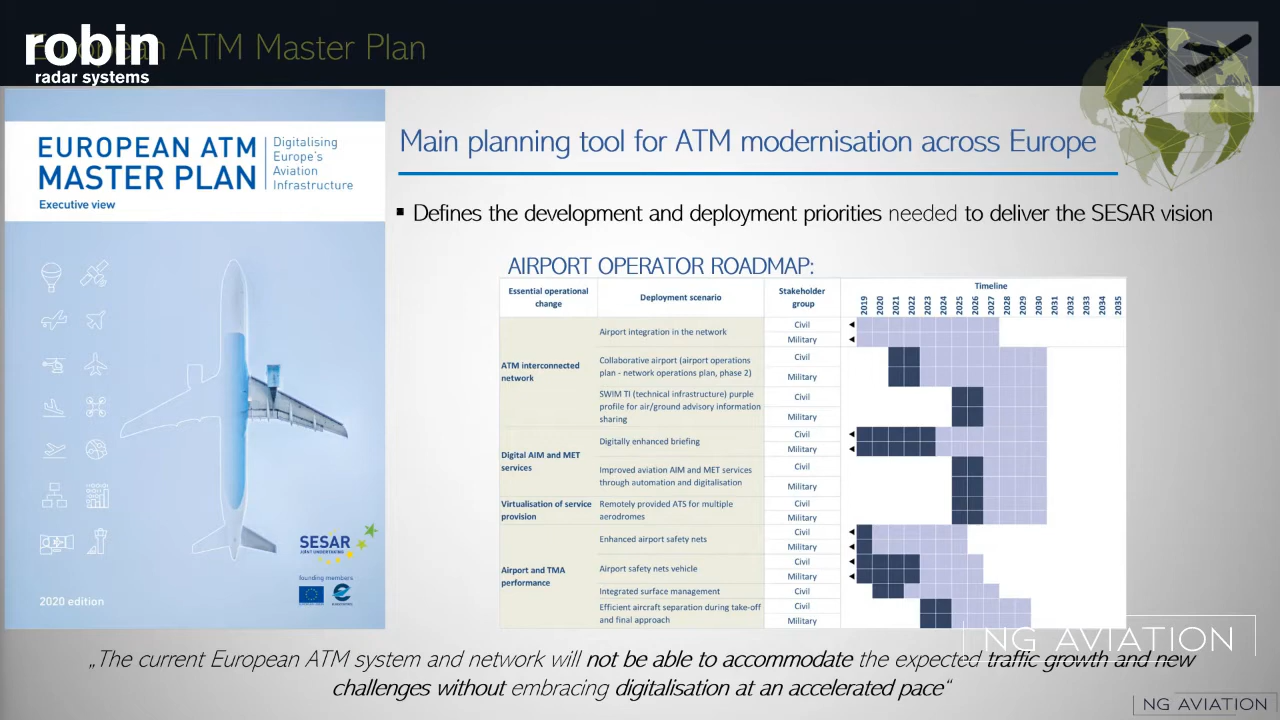 robin
radar systems
European ATM Master Plan
EUROPEAN ATM
MASTER PLAN
Digitalising
Europe's
Aviation
Infrastructure
Executive view
SESAR
JOINT UNDERTAKING
founding members
2020 edition
Main planning tool for ATM modernisation across Europe
▪ Defines the development and deployment priorities needed to deliver the SESAR vision
AIRPORT OPERATOR ROADMAP:
Essential operational change Deployment scenario Stakeholder group Timeline
2019 2020 2021 2022 2023 2024 2025 2026 2027 2028 2029 2030 2031 2032 2033 2034 2035
ATM interconnected
network
Airport integration in the network
Civil
Military
Collaborative airport (airport operations
plan - network operations plan, phase 2)
Civil
Military
SWIM TI (technical infrastructure) purple
profile for air/ground advisory information
sharing
Civil
Military
Digital AIM and MET
services
Digitally enhanced briefing
Civil
Military
Improved aviation AIM and MET services
through automation and digitalisation
Civil
Military
Virtualisation of service
provision
Remotely provided ATS for multiple
aerodromes
Civil
Military
Airport and TMA
performance
Enhanced airport safety nets
Civil
Military
Airport safety nets vehicle
Civil
Military
Integrated surface management
Civil
Efficient aircraft separation during take-off
and final approach
Civil
Military
NG AVIATION
„The current European ATM system and network will not be able to accommodate the expected traffic growth and new
challenges without embracing digitalisation at an accelerated pace“
NG AVIATION